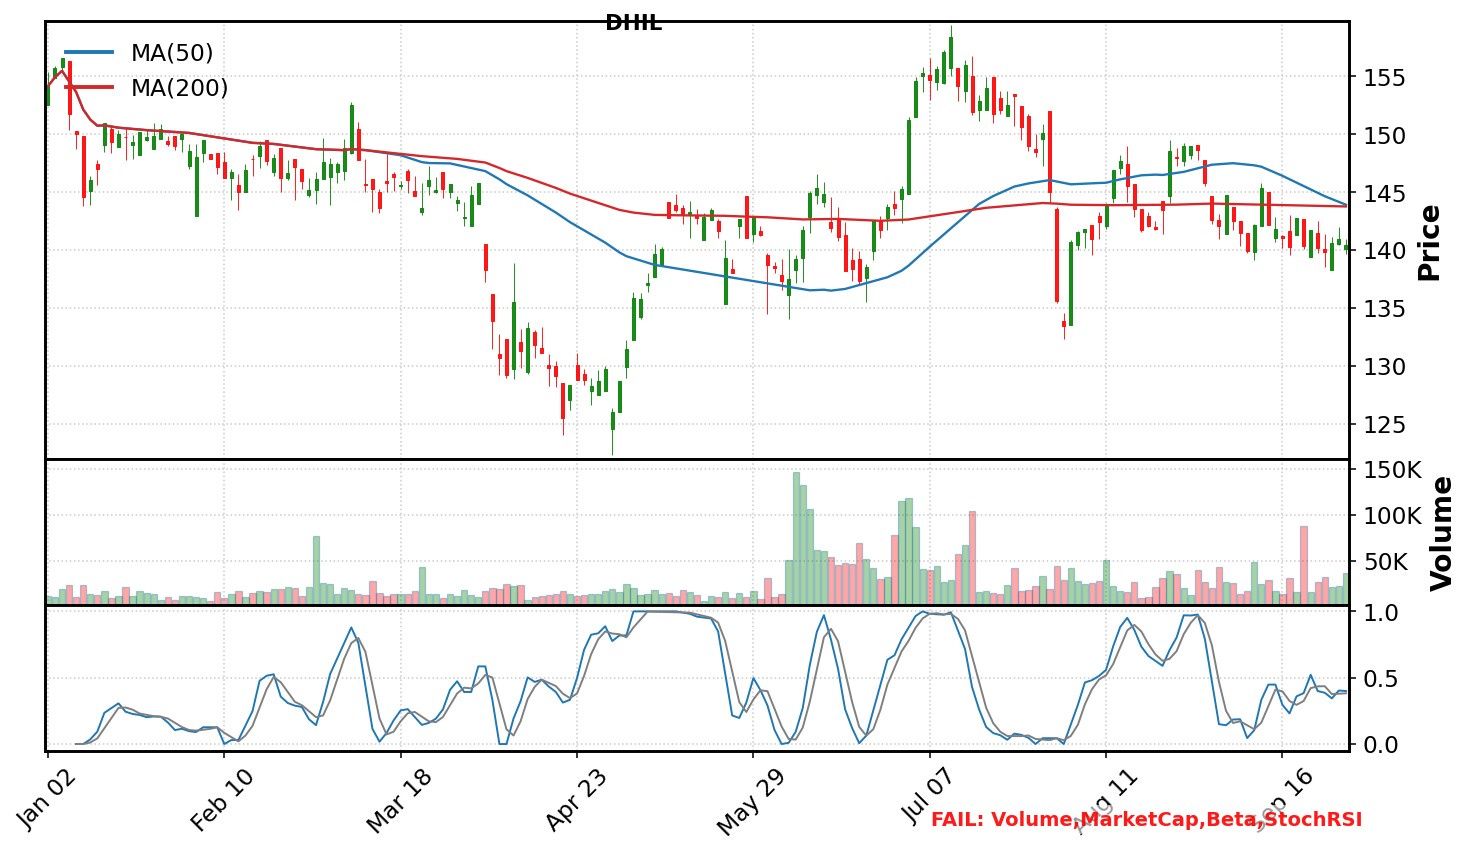 DHIL
MA(50)
MA(200)
155
150
145
140
135
130
125
Price
150K
100K
50K
Volume
1.0
0.5
0.0
Jan 02
Feb 10
Mar 18
Apr 23
May 29
Jul 07
Aug 11
Sep 16
FAIL: Volume,MarketCap,Beta,StochRSI